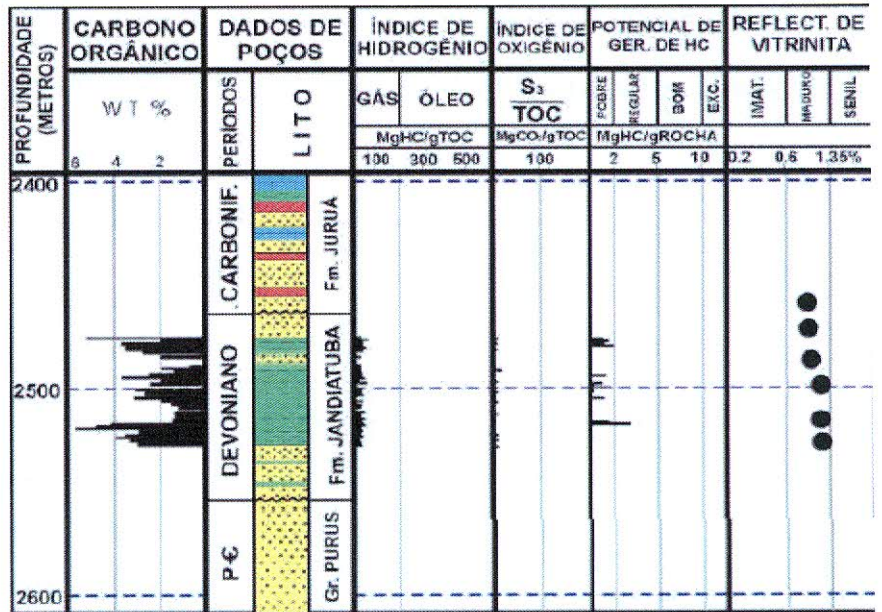 PROFUNDIDADE
(METROS)
CARBONO
ORGÂNICO
WT %
6 4 2
DADOS DE
POÇOS
PERÍODOS
LITO
ÍNDICE DE
HIDROGÊNIO
GÁS ÓLEO
MgHC/gTOC
100 300 500
ÍNDICE DE
OXIGÊNIO
S3
TOC
MgCO₂/gTOC
100
POTENCIAL DE
GER. DE HC
POBRE
REGULAR
BOM
EXC.
MgHC/gROCHA
2 5 10
REFLECT. DE
VITRINITA
IMAT.
MADURO
SENIL
0.2 0.6 1.35%
2400
CARBONIF.
Fm. JURUÁ
2500
DEVONIANO
Fm. JANDIATUBA
P€
Gr. PURUS
2600